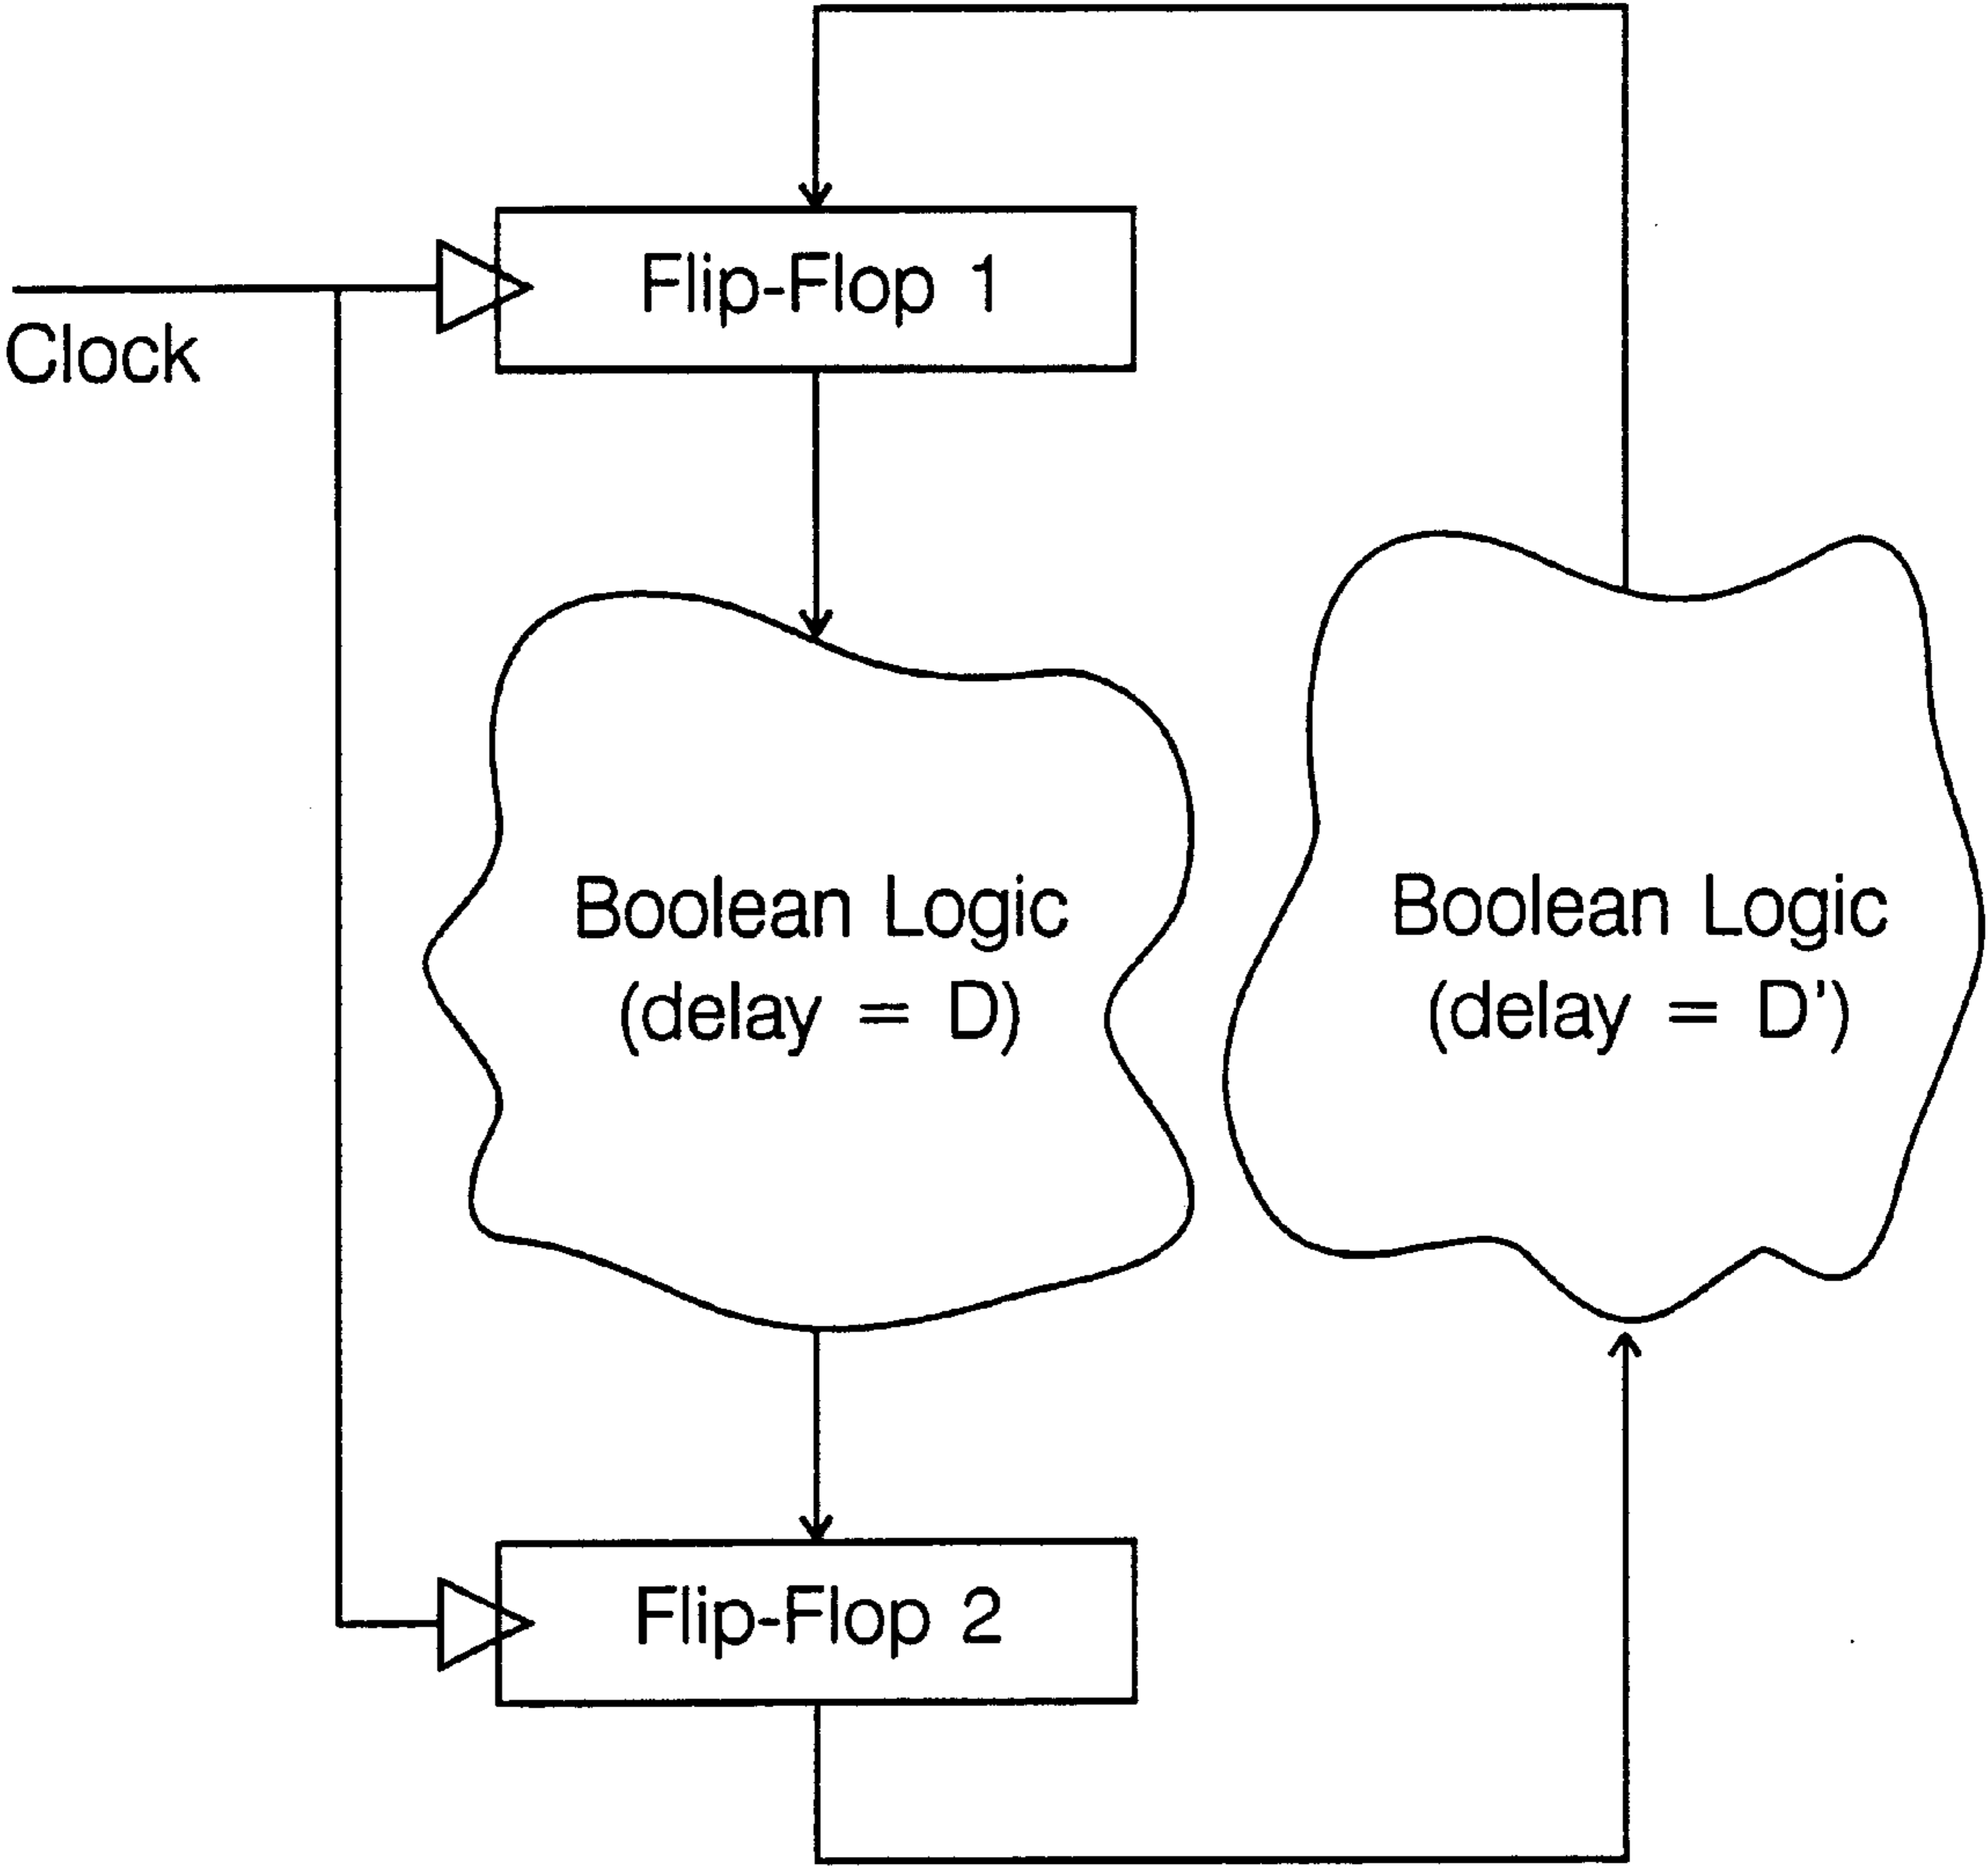 Flip-Flop 1
Clock
Boolean Logic
(delay = D)
Boolean Logic
(delay = D')
Flip-Flop 2